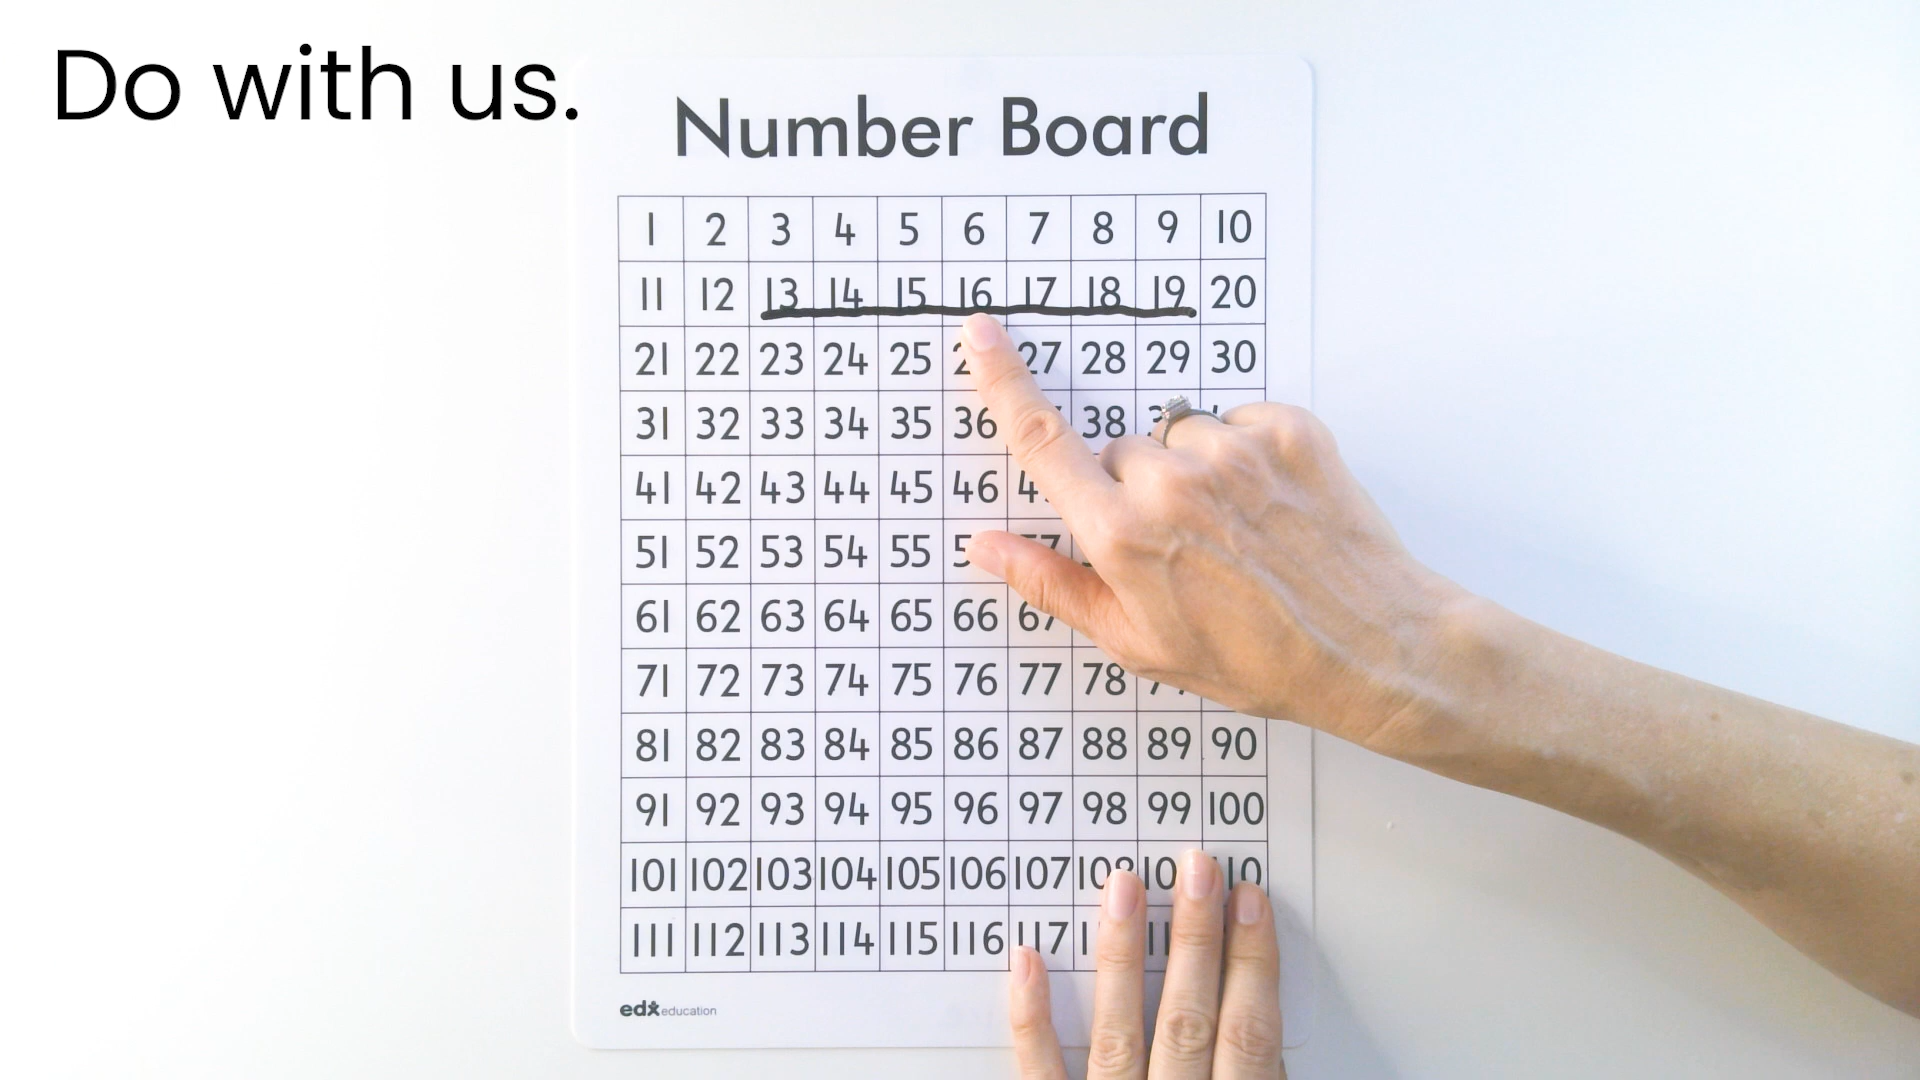 Do with us.
Number Board
1 2 3 4 5 6 7 8 9 10
11 12 13 14 15 16 17 18 19 20
21 22 23 24 25 27 28 29 30
31 32 33 34 35 36 38
41 42 43 44 45 46
51 52 53 54 55 57
61 62 63 64 65 66 67
71 72 73 74 75 76 77 78
81 82 83 84 85 86 87 88 89 90
91 92 93 94 95 96 97 98 99 100
101 102 103 104 105 106 107 108 110
111 112 113 114 115 116 117
edx education